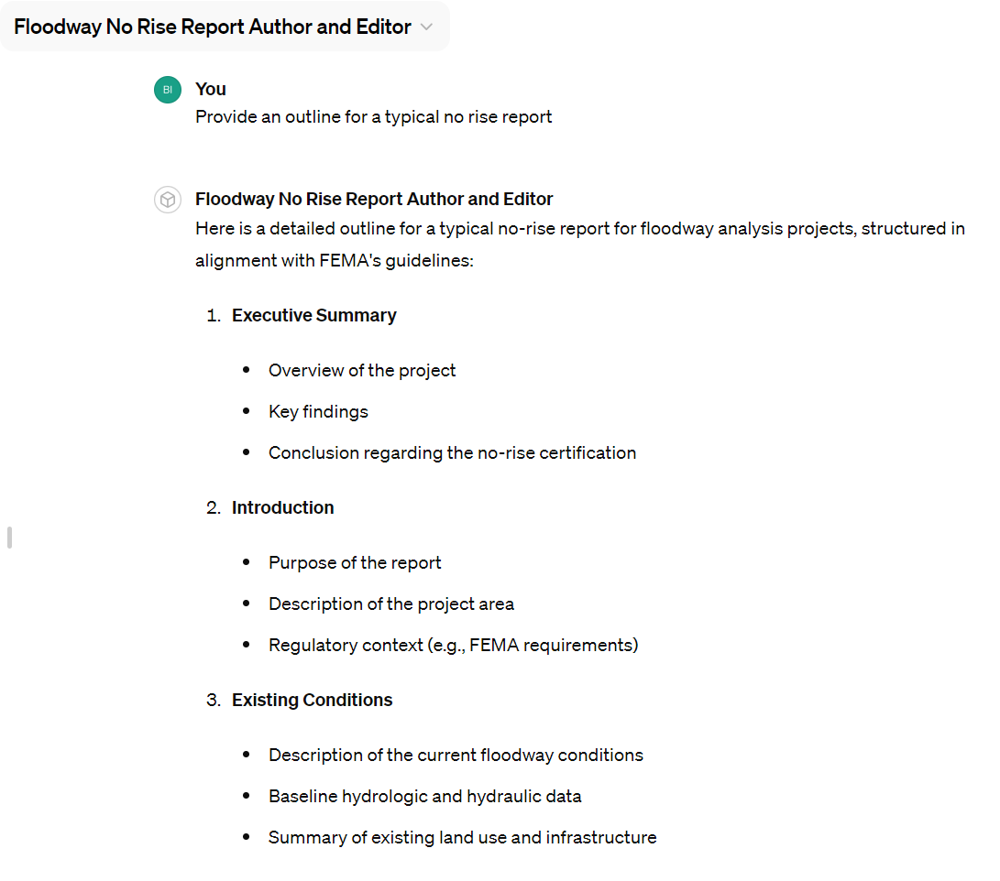 Floodway No Rise Report Author and Editor
BI
You
Provide an outline for a typical no rise report
Floodway No Rise Report Author and Editor
Here is a detailed outline for a typical no-rise report for floodway analysis projects, structured in
alignment with FEMA's guidelines:
1. Executive Summary
• Overview of the project
• Key findings
• Conclusion regarding the no-rise certification
2. Introduction
• Purpose of the report
• Description of the project area
• Regulatory context (e.g., FEMA requirements)
3. Existing Conditions
• Description of the current floodway conditions
• Baseline hydrologic and hydraulic data
• Summary of existing land use and infrastructure